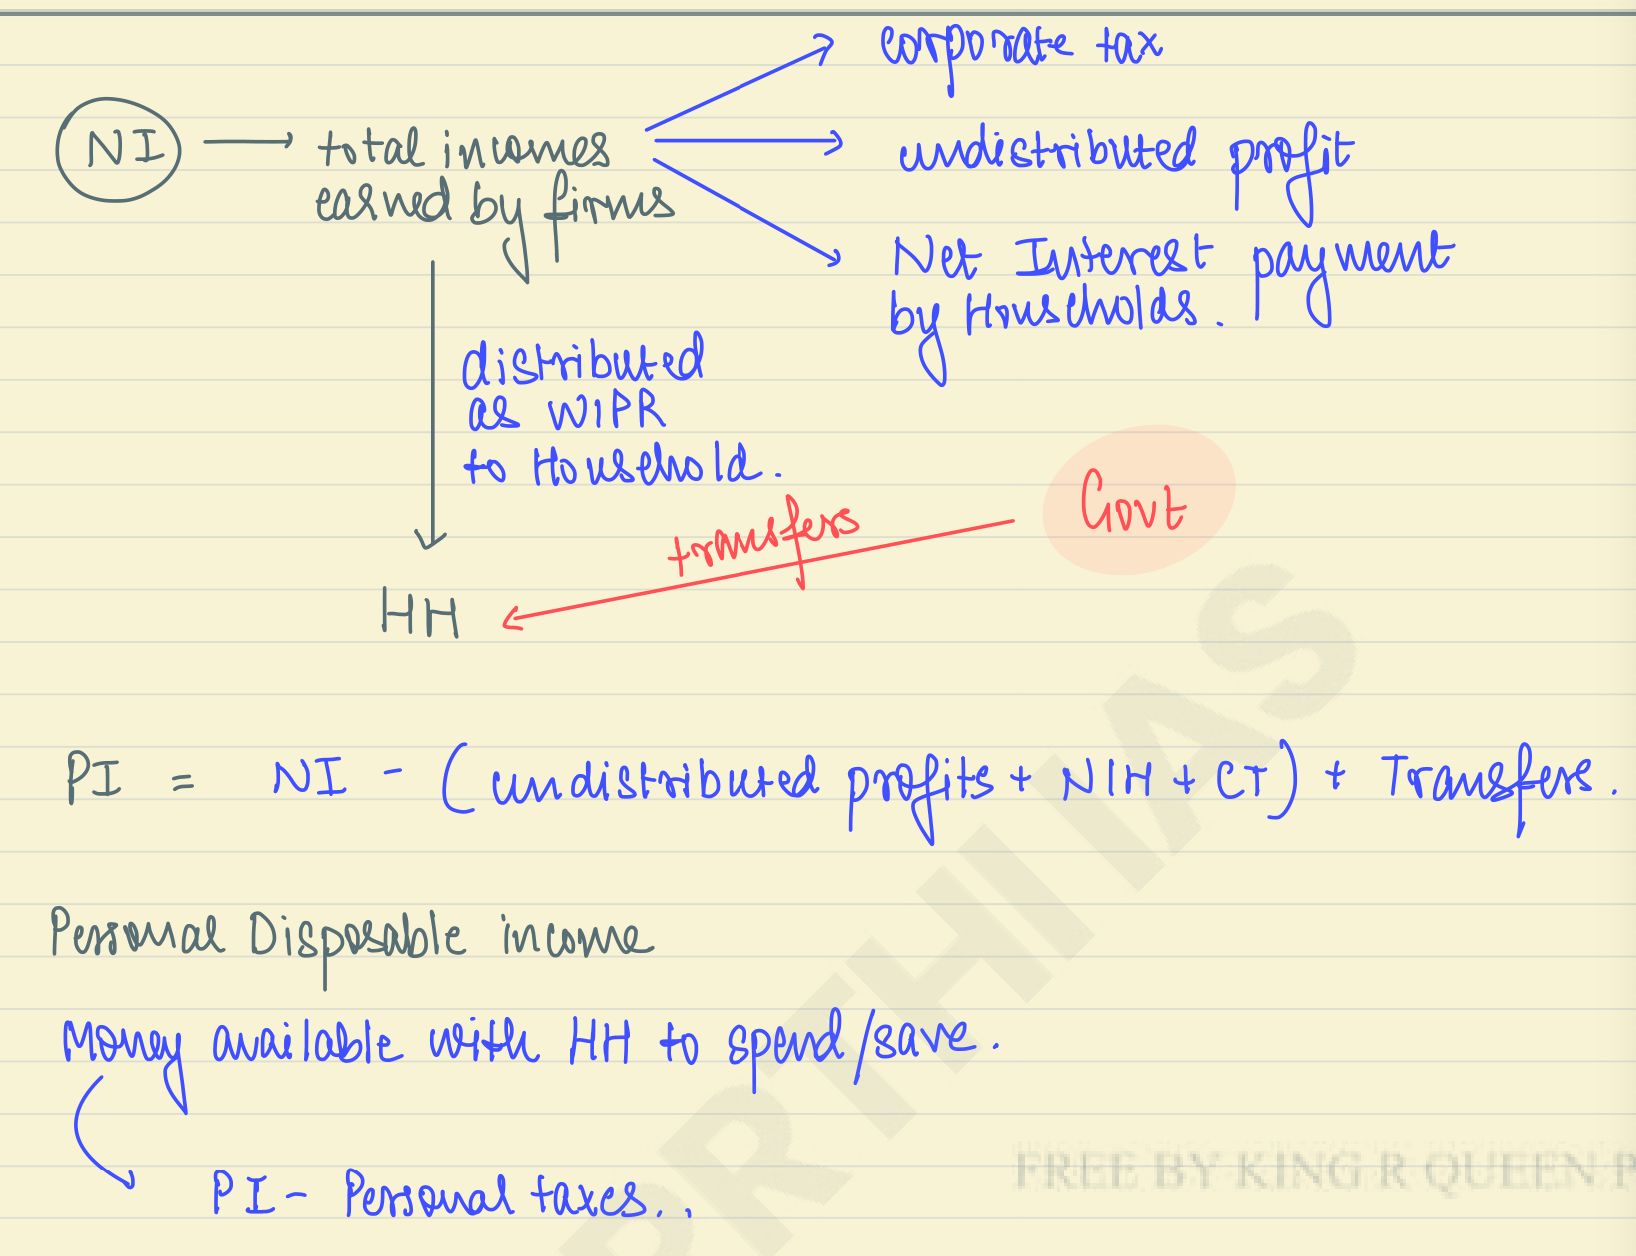 corporate tax
NI → total incomes
earned by firms
undistributed profit
Net Interest payment
by Households.
distributed
as WIPR
to Household.
Govt
transfers
HH
PI = NI - (undistributed profits + NIH + CT) + Transfers.
Personal Disposable income
Money available with HH to spend/save.
PI - Personal taxes..
PRTHI IAS
FREE BY KING R QUEEN P